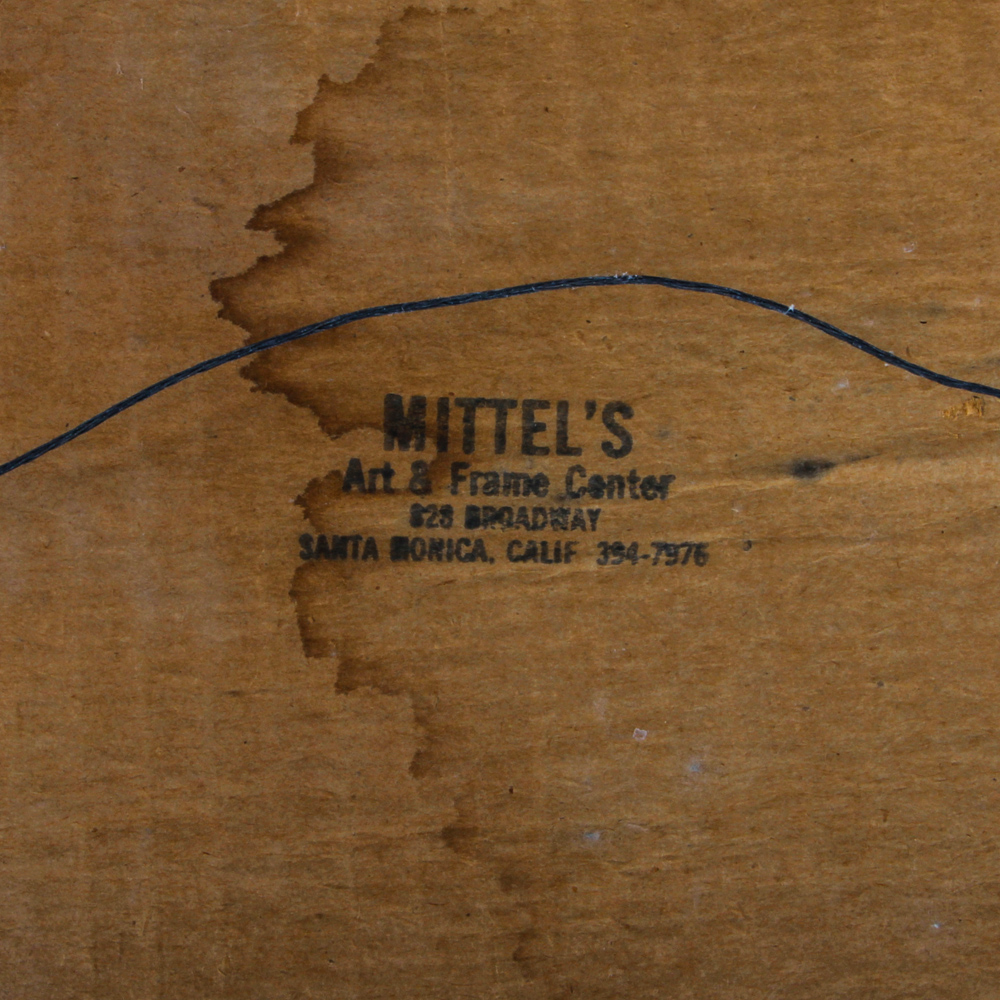 MITTEL'S
Art & Frame Center
828 BROADWAY
SANTA MONICA, CALIF 394-7976